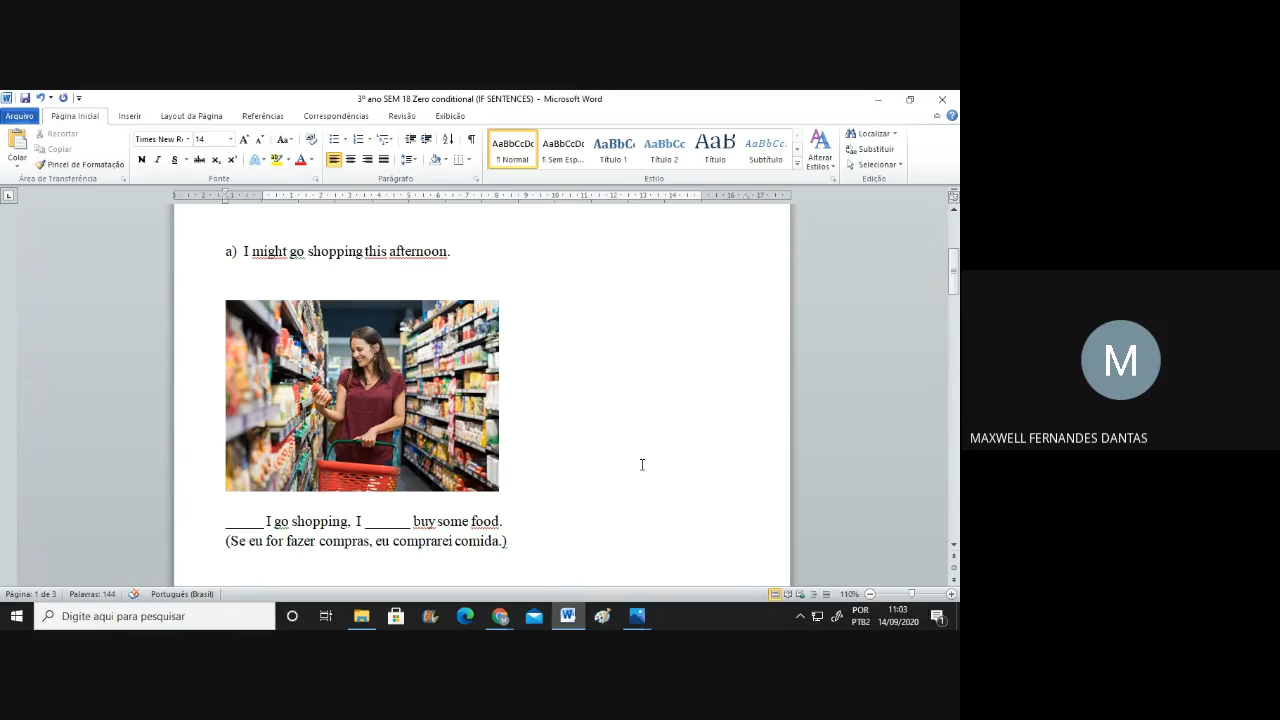 3º ano SEM 18 Zero conditional (IF SENTENCES) - Microsoft Word
Arquivo Página Inicial Inserir Layout da Página Referências Correspondências Revisão Exibição
Colar
Recortar
Copiar
Pincel de Formatação
Área de Transferência
Times New R 14
Fonte
Parágrafo
AaBbCcDc AaBbCcDc AaBbC AaBbCc AaB AaBbCc.
¶ Normal ¶ Sem Esp... Título 1 Título 2 Título Subtítulo
Alterar
Estilos
Estilo
Localizar
Substituir
Selecionar
Edição
a) I might go shopping this afternoon.
_____ I go shopping, I ______ buy some food.
(Se eu for fazer compras, eu comprarei comida.)
M
MAXWELL FERNANDES DANTAS
Página: 1 de 3 Palavras: 144 Português (Brasil) 110%
Digite aqui para pesquisar
POR
PTB2
11:03
14/09/2020